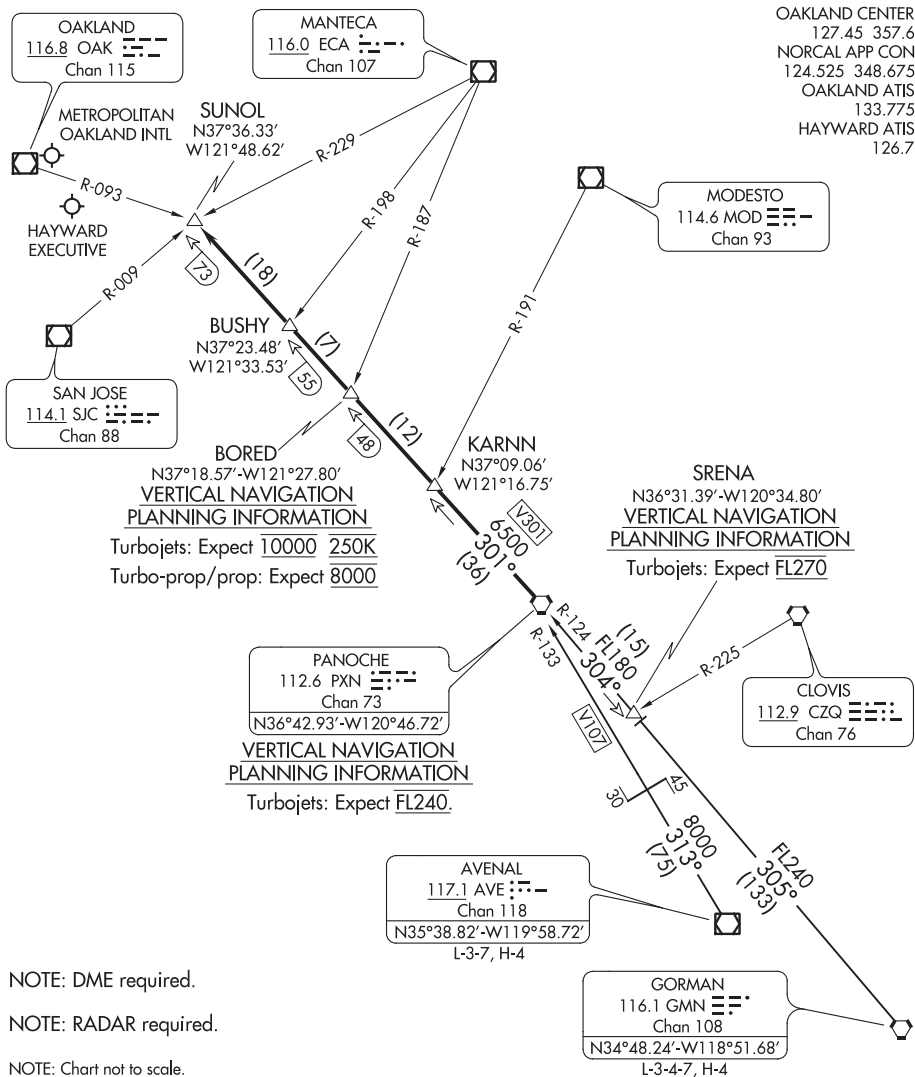 OAKLAND
116.8 OAK
Chan 115
MANTECA
116.0 ECA
Chan 107
OAKLAND CENTER
127.45 357.6
NORCAL APP CON
124.525 348.675
OAKLAND ATIS
133.775
HAYWARD ATIS
126.7
METROPOLITAN
OAKLAND INTL
SUNOL
N37°36.33'
W121°48.62'
R-229
R-093
R-198
R-187
HAYWARD
EXECUTIVE
MODESTO
114.6 MOD
Chan 93
73
(18)
R-009
R-191
BUSHY
N37°23.48'
W121°33.53'
(7)
55
SAN JOSE
114.1 SJC
Chan 88
48
(12)
BORED
N37°18.57'-W121°27.80'
VERTICAL NAVIGATION
PLANNING INFORMATION
Turbojets: Expect 10000 250K
Turbo-prop/prop: Expect 8000
KARNN
N37°09.06'
W121°16.75'
V301
6500
301°
(36)
SRENA
N36°31.39'-W120°34.80'
VERTICAL NAVIGATION
PLANNING INFORMATION
Turbojets: Expect FL270
R-124
R-133
(15)
FL180
304°
R-225
PANOCHE
112.6 PXN
Chan 73
N36°42.93'-W120°46.72'
VERTICAL NAVIGATION
PLANNING INFORMATION
Turbojets: Expect FL240.
CLOVIS
112.9 CZQ
Chan 76
V107
30
45
8000
313°
(75)
FL240
305°
(133)
AVENAL
117.1 AVE
Chan 118
N35°38.82'-W119°58.72'
L-3-7, H-4
GORMAN
116.1 GMN
Chan 108
N34°48.24'-W118°51.68'
L-3-4-7, H-4
NOTE: DME required.
NOTE: RADAR required.
NOTE: Chart not to scale.